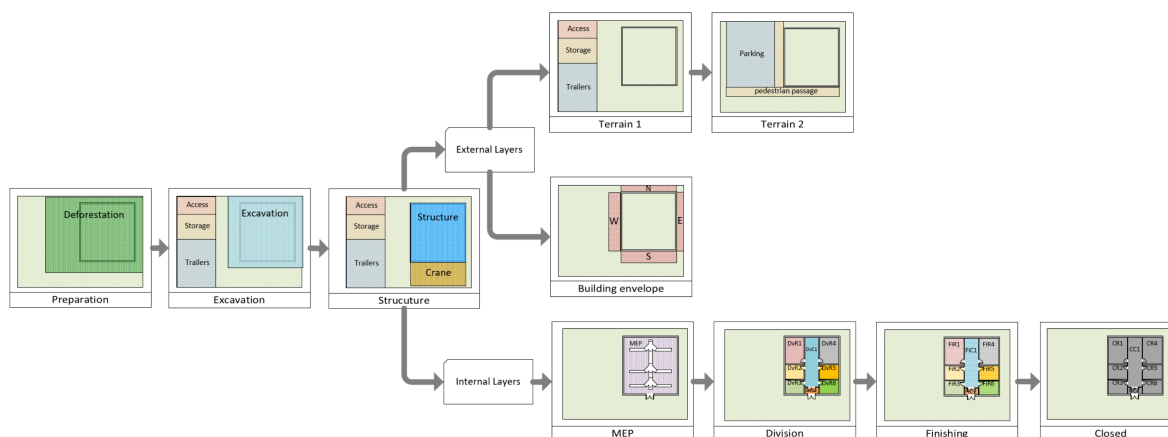 Access
Storage
Trailers
Terrain 1
Parking
pedestrian passage
Terrain 2
External Layers
Deforestation
Preparation
Access
Storage
Trailers
Excavation
Excavation
Access
Storage
Trailers
Structure
Crane
Strucuture
N
W
E
S
Building envelope
Internal Layers
MEP
MEP
DvR1
DvC1
DvR4
DvR2
DvR5
DvR3
DvR6
Division
FiR1
FiC1
FiR4
FiR2
FiR5
FiR3
FiR6
Finishing
CR1
CC1
CR4
CR2
CR5
CR3
CR6
Closed